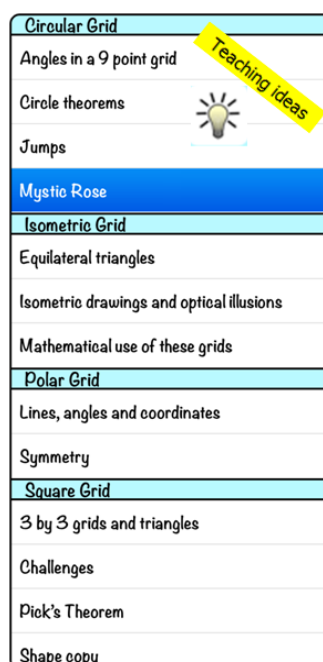 Circular Grid
Teaching ideas
Angles in a 9 point grid
Circle theorems
Jumps
Mystic Rose
Isometric Grid
Equilateral triangles
Isometric drawings and optical illusions
Mathematical use of these grids
Polar Grid
Lines, angles and coordinates
Symmetry
Square Grid
3 by 3 grids and triangles
Challenges
Pick's Theorem
Shape copy